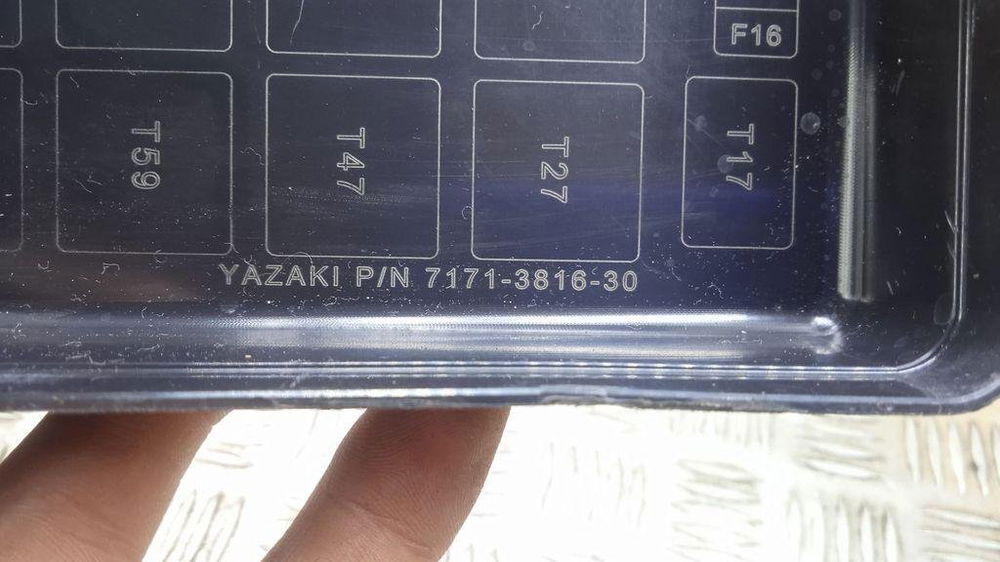 F16
T59 T47 T27 T17
YAZAKI P/N 7171-3816-30